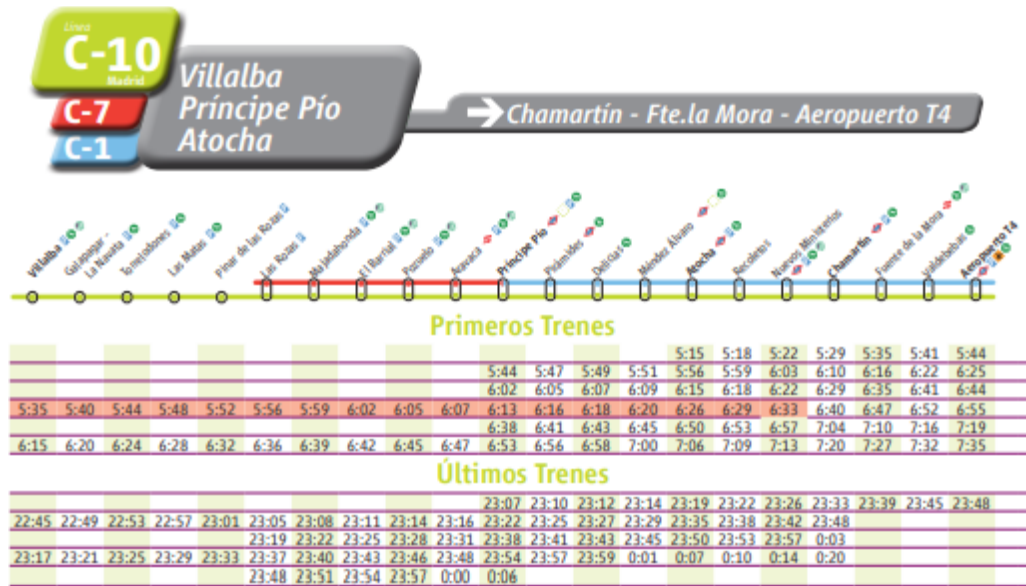 Línea
C-10
Madrid
C-7
C-1
Villalba
Príncipe Pío
Atocha
Chamartín - Fte.la Mora - Aeropuerto T4
Villalba
Galapagar -
La Navata
Torrelodones
Las Matas
Pinar de las Rozas
Las Rozas
Majadahonda
El Barrial
Pozuelo
Aravaca
Príncipe Pío
Pirámides
Delicias
Méndez Álvaro
Atocha
Recoletos
Nuevos Ministerios
Chamartín
Fuente de la Mora
Valdebebas
Aeropuerto T4
Primeros Trenes
5:15 5:18 5:22 5:29 5:35 5:41 5:44
5:44 5:47 5:49 5:51 5:56 5:59 6:03 6:10 6:16 6:22 6:25
6:02 6:05 6:07 6:09 6:15 6:18 6:22 6:29 6:35 6:41 6:44
5:35 5:40 5:44 5:48 5:52 5:56 5:59 6:02 6:05 6:07 6:13 6:16 6:18 6:20 6:26 6:29 6:33 6:40 6:47 6:52 6:55
6:38 6:41 6:43 6:45 6:50 6:53 6:57 7:04 7:10 7:16 7:19
6:15 6:20 6:24 6:28 6:32 6:36 6:39 6:42 6:45 6:47 6:53 6:56 6:58 7:00 7:06 7:09 7:13 7:20 7:27 7:32 7:35
Últimos Trenes
23:07 23:10 23:12 23:14 23:19 23:22 23:26 23:33 23:39 23:45 23:48
22:45 22:49 22:53 22:57 23:01 23:05 23:08 23:11 23:14 23:16 23:22 23:25 23:27 23:29 23:35 23:38 23:42 23:48
23:19 23:22 23:25 23:28 23:31 23:38 23:41 23:43 23:45 23:50 23:53 23:57 0:03
23:17 23:21 23:25 23:29 23:33 23:37 23:40 23:43 23:46 23:48 23:54 23:57 23:59 0:01 0:07 0:10 0:14 0:20
23:48 23:51 23:54 23:57 0:00 0:06